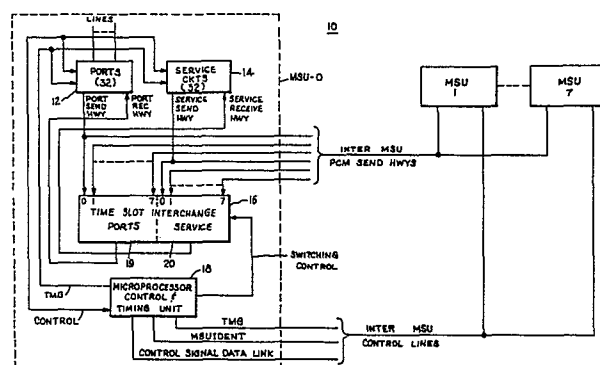 LINES
10
PORTS
(32)
SERVICE
CKTS
(32)
14
MSU-0
12
PORT
SEND
HWY
PORT
REC
HWY
SERVICE
SEND
HWY
SERVICE
RECEIVE
HWY
MSU
1
MSU
7
INTER MSU
PCM SEND HWYS
0 1 7 0 1 7
TIME SLOT INTERCHANGE
PORTS SERVICE
16
19
20
SWITCHING
CONTROL
18
MICROPROCESSOR
CONTROL &
TIMING UNIT
TMG
CONTROL
TMG
MSUIDENT
CONTROL SIGNAL DATA LINK
INTER MSU
CONTROL LINES